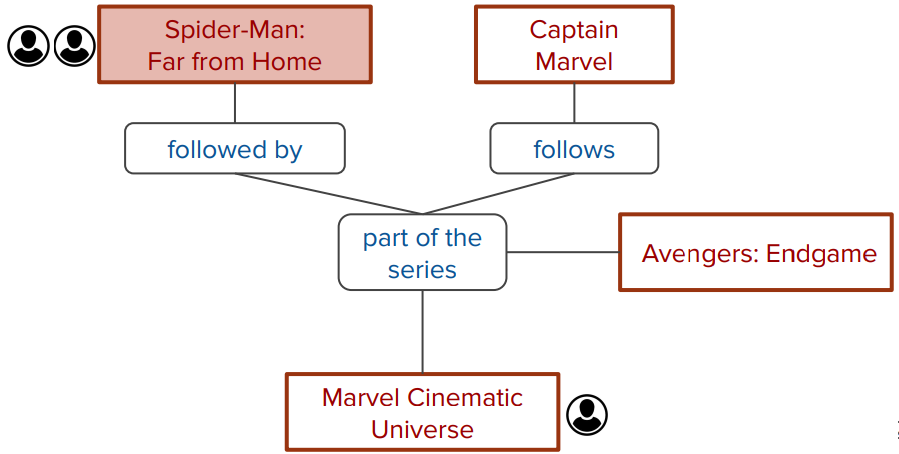 Spider-Man:
Far from Home
Captain
Marvel
followed by
follows
part of the
series
Avengers: Endgame
Marvel Cinematic
Universe